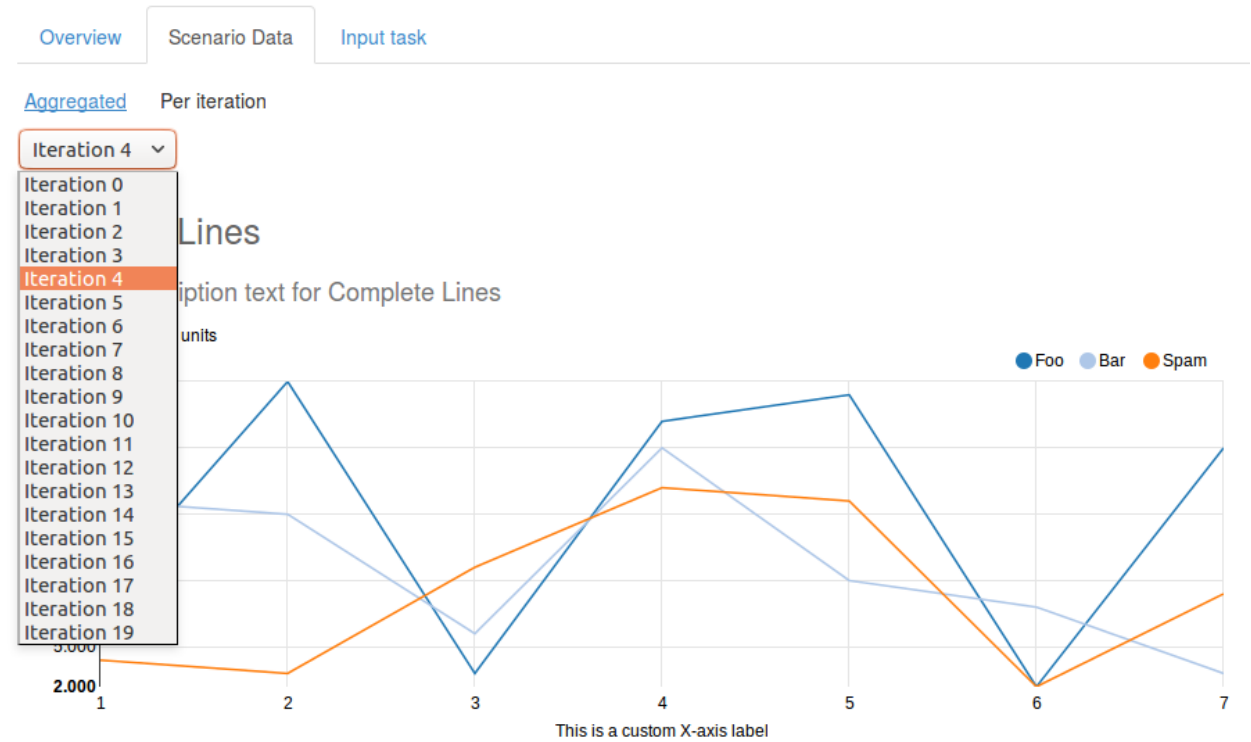 Overview Scenario Data Input task
Aggregated Per iteration
Iteration 4
Iteration 0
Iteration 1
Iteration 2
Iteration 3
Iteration 4
Iteration 5
Iteration 6
Iteration 7
Iteration 8
Iteration 9
Iteration 10
Iteration 11
Iteration 12
Iteration 13
Iteration 14
Iteration 15
Iteration 16
Iteration 17
Iteration 18
Iteration 19
Lines
iption text for Complete Lines
units
Foo Bar Spam
5.000
2.000
1 2 3 4 5 6 7
This is a custom X-axis label